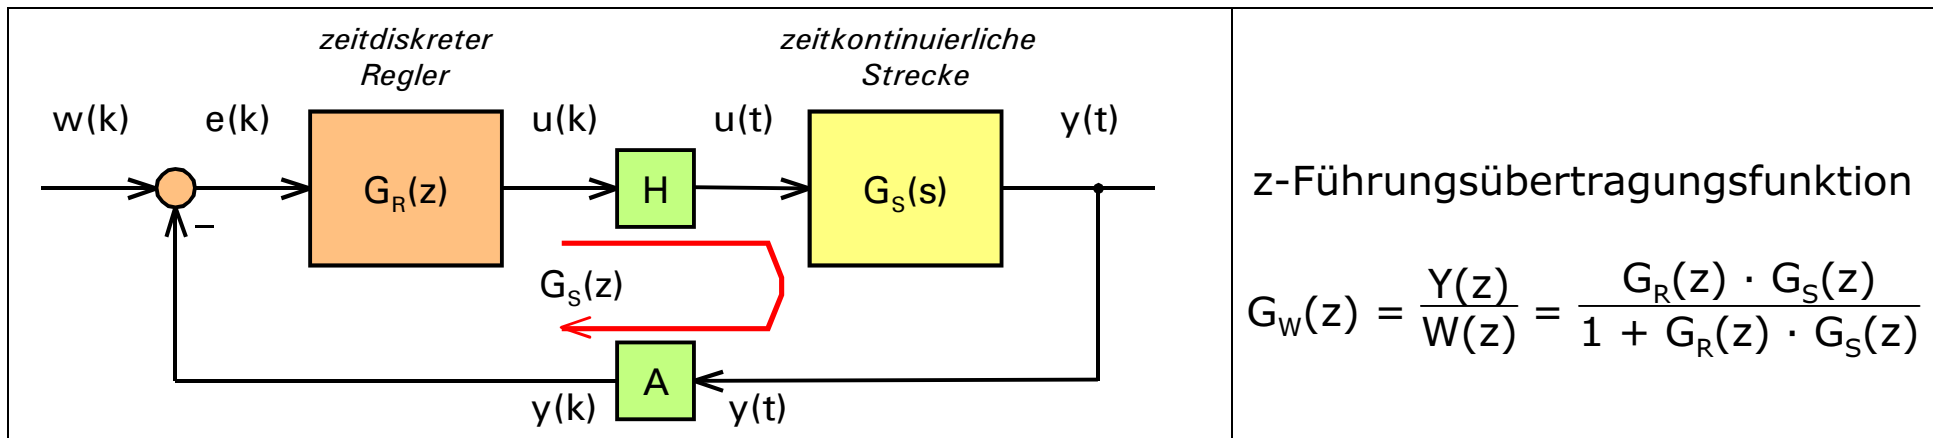 zeitdiskreter
Regler
zeitkontinuierliche
Strecke
w(k)
e(k)
u(k)
u(t)
y(t)
G_R(z)
H
G_S(s)
–
G_S(z)
A
y(k)
y(t)
z-Führungsübertragungsfunktion
G_W(z) = Y(z)/W(z) = G_R(z) · G_S(z) / 1 + G_R(z) · G_S(z)